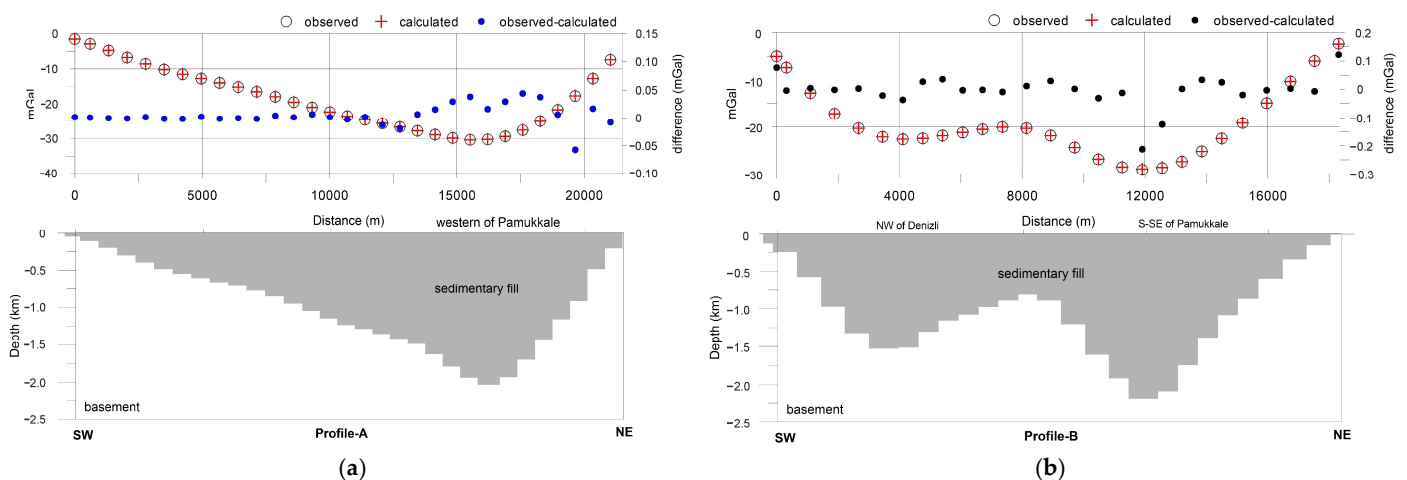 observed calculated observed-calculated
0 0.15
−10 0.10
mGal −20 0.05 difference (mGal)
0
−30 −0.05
−40 −0.10
0 5000 10000 15000 20000
Distance (m) western of Pamukkale
0
−0.5
sedimentary fill
−1.0
Depth (km)
−1.5
−2.0
basement
−2.5
SW Profile-A NE
(a)
observed calculated observed-calculated
0 0.2
0.1
−10 0
mGal difference (mGal)
−20 −0.1
−0.2
−30 −0.3
0 4000 8000 12000 16000
NW of Denizli Distance (m) S-SE of Pamukkale
0
−0.5
sedimentary fill
−1.0
Depth (km)
−1.5
−2.0
basement
−2.5
SW Profile-B NE
(b)